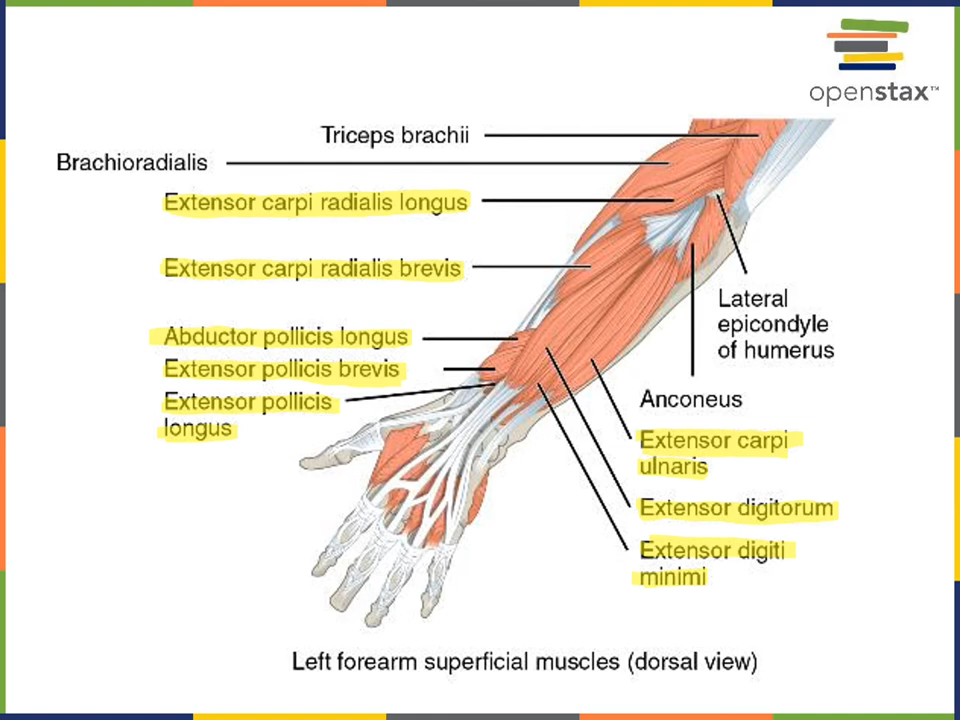 openstax™
Triceps brachii
Brachioradialis
Extensor carpi radialis longus
Extensor carpi radialis brevis
Abductor pollicis longus
Extensor pollicis brevis
Extensor pollicis
longus
Lateral
epicondyle
of humerus
Anconeus
Extensor carpi
ulnaris
Extensor digitorum
Extensor digiti
minimi
Left forearm superficial muscles (dorsal view)